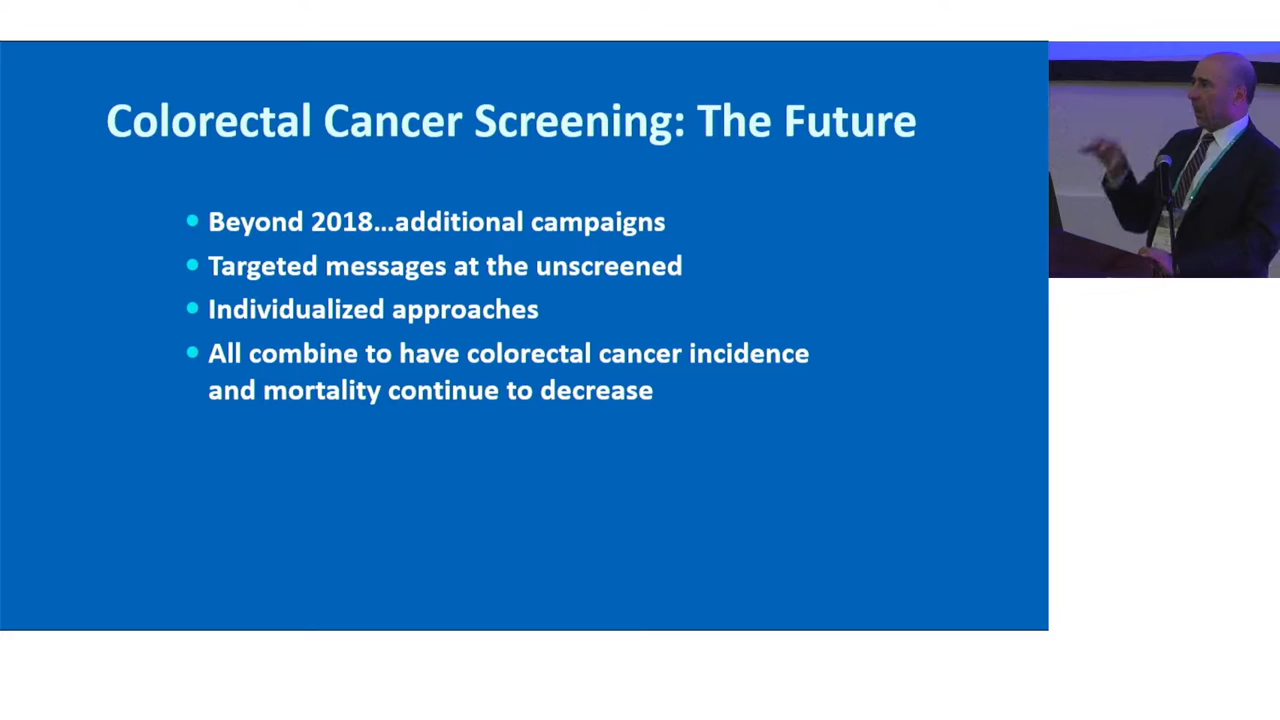 Colorectal Cancer Screening: The Future
• Beyond 2018...additional campaigns
• Targeted messages at the unscreened
• Individualized approaches
• All combine to have colorectal cancer incidence
and mortality continue to decrease